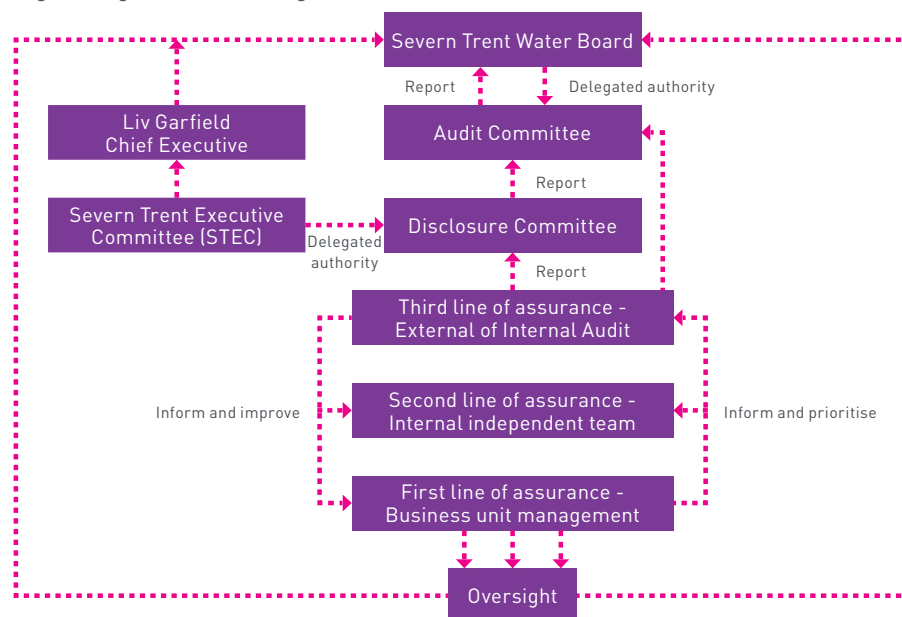 Severn Trent Water Board
Report
Delegated authority
Liv Garfield
Chief Executive
Audit Committee
Report
Severn Trent Executive
Committee (STEC)
Delegated
authority
Disclosure Committee
Report
Third line of assurance -
External of Internal Audit
Inform and improve
Second line of assurance -
Internal independent team
Inform and prioritise
First line of assurance -
Business unit management
Oversight